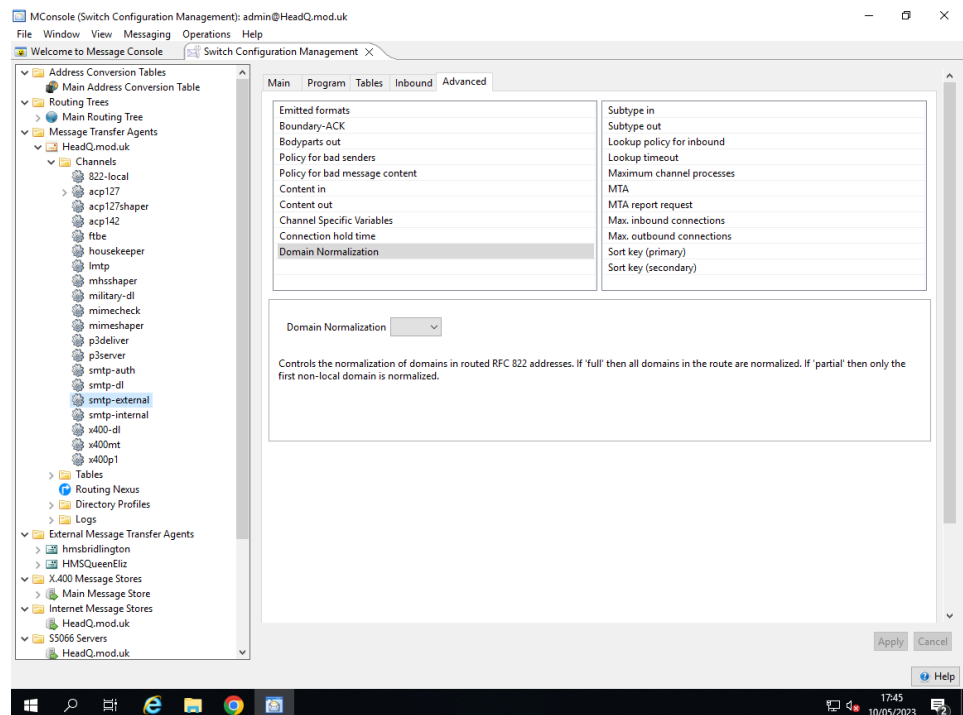 MConsole (Switch Configuration Management): admin@HeadQ.mod.uk
File Window View Messaging Operations Help
Welcome to Message Console Switch Configuration Management
Address Conversion Tables
Main Address Conversion Table
Routing Trees
Main Routing Tree
Message Transfer Agents
HeadQ.mod.uk
Channels
822-local
acp127
acp127shaper
acp142
ftbe
housekeeper
lmtp
mhsshaper
military-dl
mimecheck
mimeshaper
p3deliver
p3server
smtp-auth
smtp-dl
smtp-external
smtp-internal
x400-dl
x400mt
x400p1
Tables
Routing Nexus
Directory Profiles
Logs
External Message Transfer Agents
hmsbridlington
HMSQueenEliz
X.400 Message Stores
Main Message Store
Internet Message Stores
HeadQ.mod.uk
S5066 Servers
HeadQ.mod.uk
Main Program Tables Inbound Advanced
Emitted formats
Boundary-ACK
Bodyparts out
Policy for bad senders
Policy for bad message content
Content in
Content out
Channel Specific Variables
Connection hold time
Domain Normalization
Subtype in
Subtype out
Lookup policy for inbound
Lookup timeout
Maximum channel processes
MTA
MTA report request
Max. inbound connections
Max. outbound connections
Sort key (primary)
Sort key (secondary)
Domain Normalization
Controls the normalization of domains in routed RFC 822 addresses. If 'full' then all domains in the route are normalized. If 'partial' then only the
first non-local domain is normalized.
Apply Cancel
Help
17:45
10/05/2023